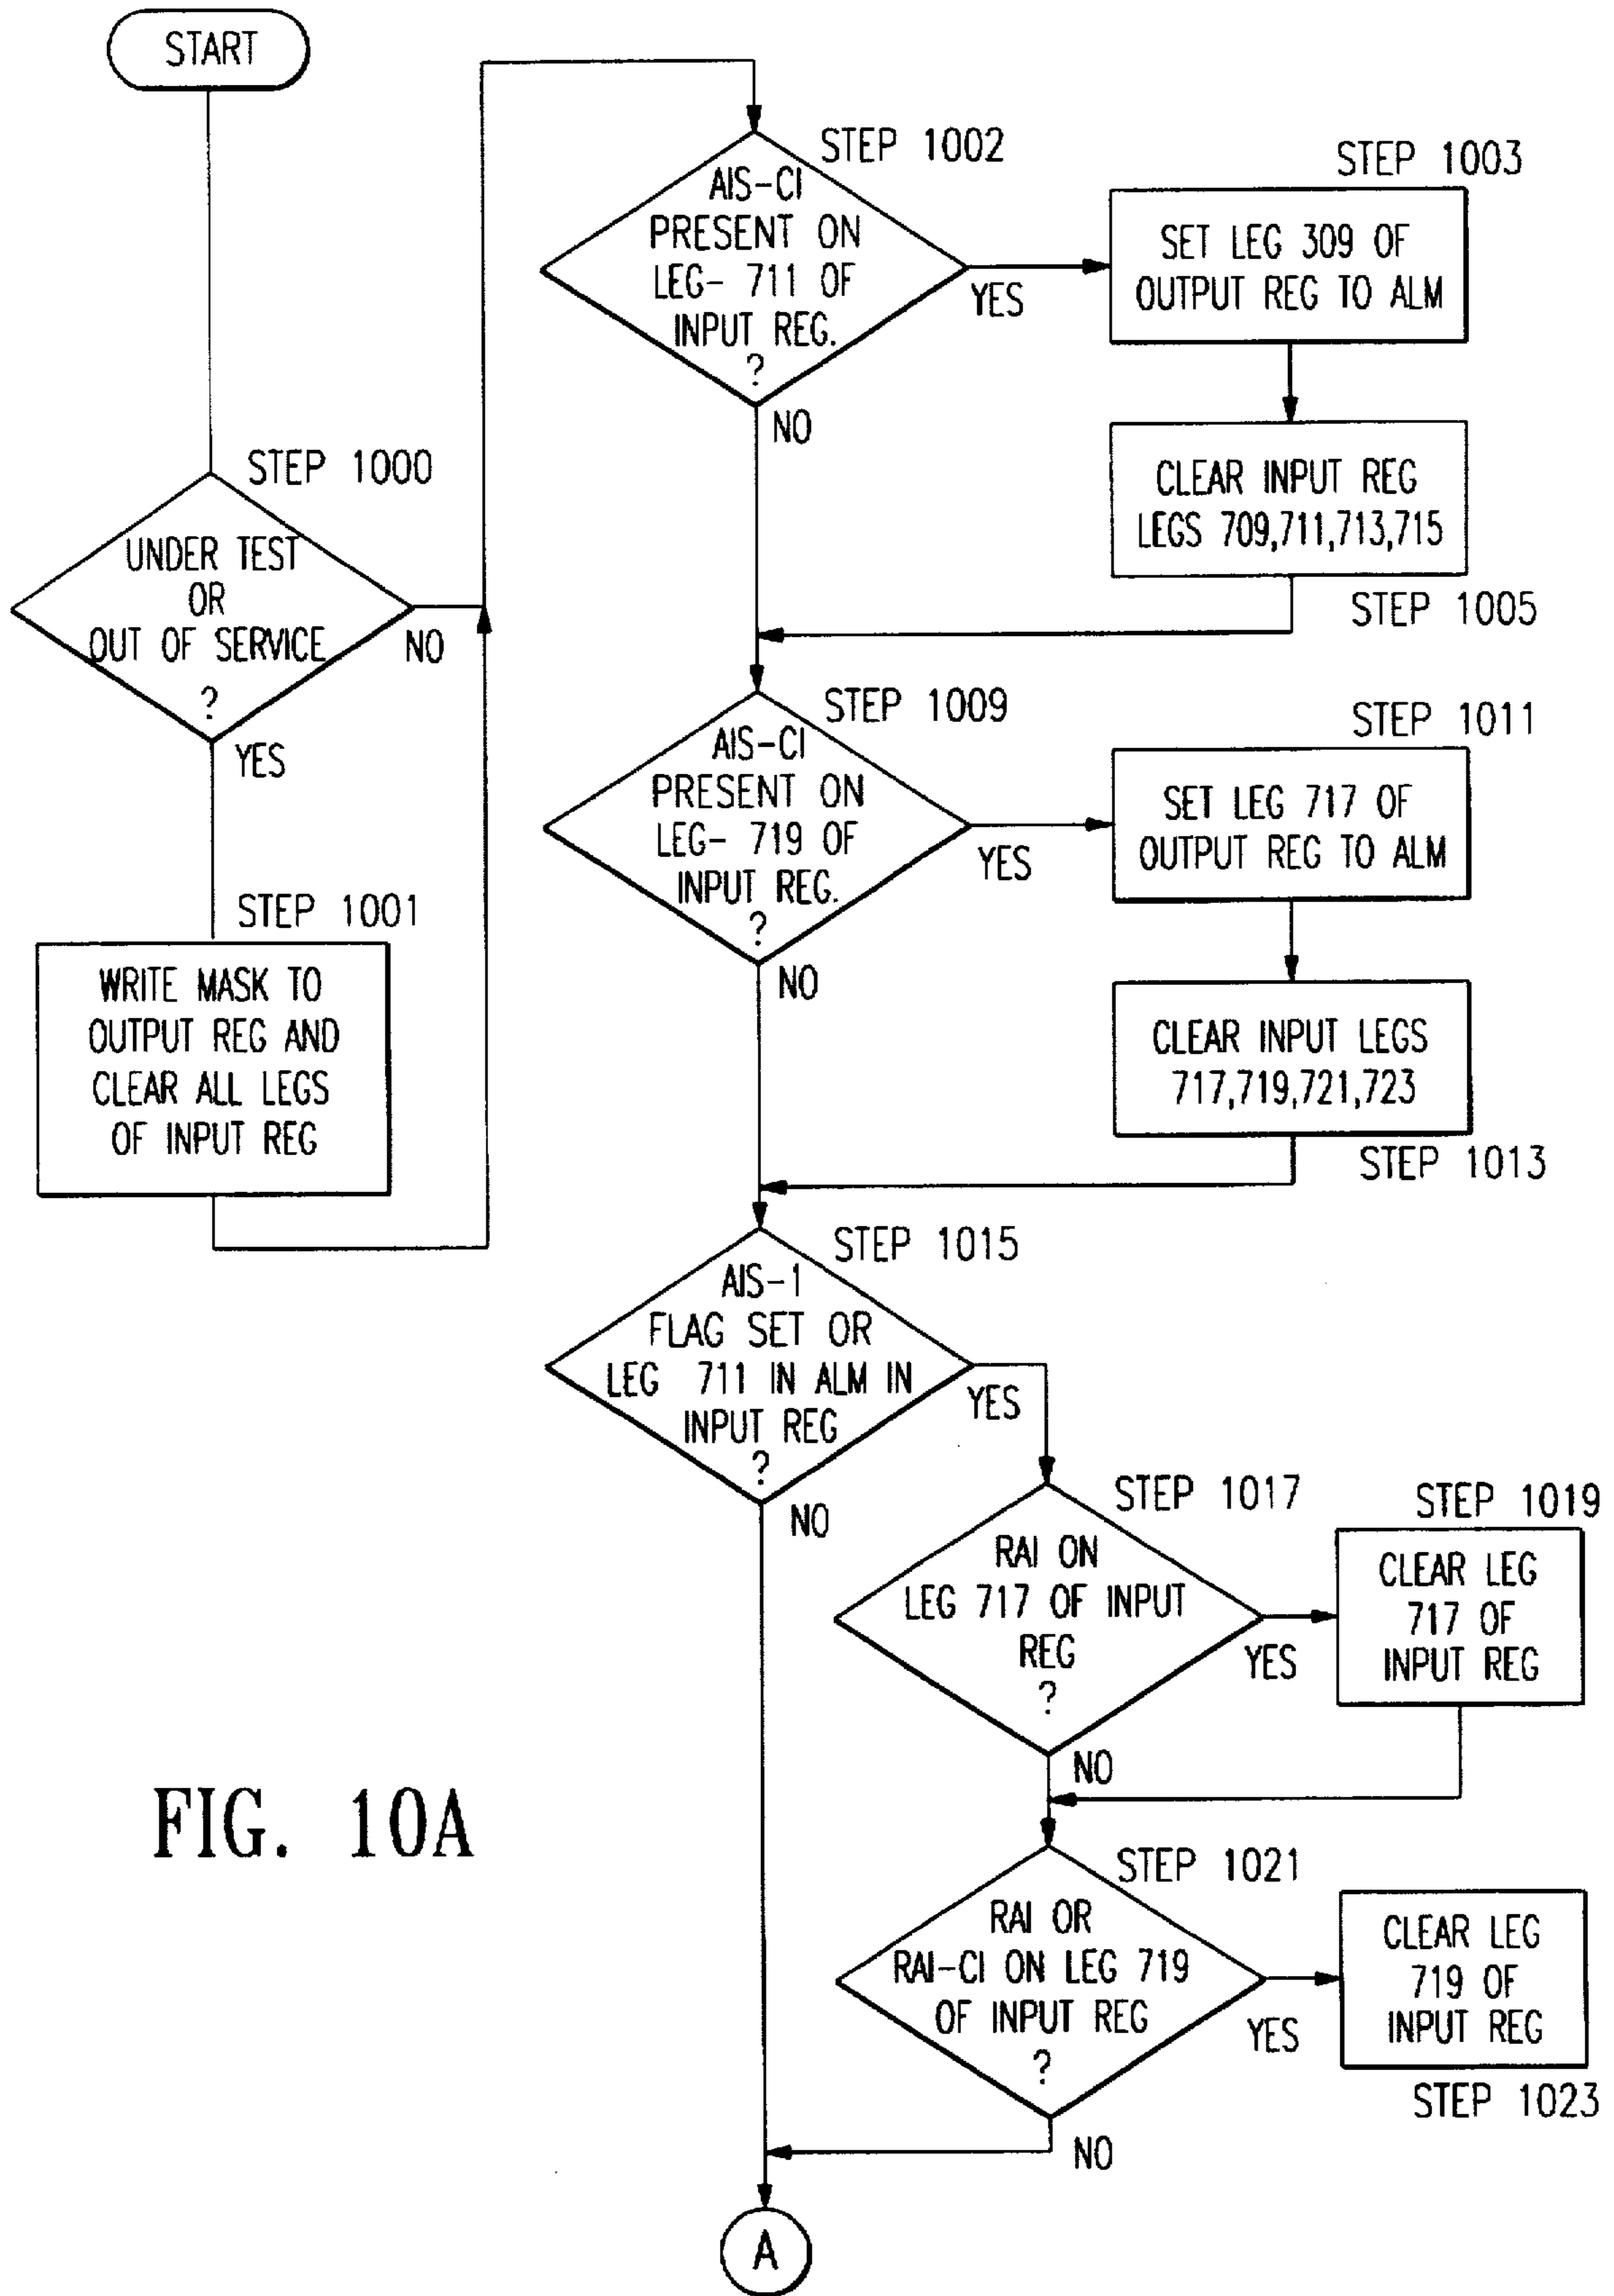 START
STEP 1000
UNDER TEST
OR
OUT OF SERVICE
?
NO
YES
STEP 1001
WRITE MASK TO
OUTPUT REG AND
CLEAR ALL LEGS
OF INPUT REG
STEP 1002
AIS-CI
PRESENT ON
LEG- 711 OF
INPUT REG.
?
YES
NO
STEP 1003
SET LEG 309 OF
OUTPUT REG TO ALM
CLEAR INPUT REG
LEGS 709,711,713,715
STEP 1005
STEP 1009
AIS-CI
PRESENT ON
LEG- 719 OF
INPUT REG.
?
YES
NO
STEP 1011
SET LEG 717 OF
OUTPUT REG TO ALM
CLEAR INPUT LEGS
717,719,721,723
STEP 1013
STEP 1015
AIS-1
FLAG SET OR
LEG 711 IN ALM IN
INPUT REG
?
YES
NO
STEP 1017
RAI ON
LEG 717 OF INPUT
REG
?
YES
NO
STEP 1019
CLEAR LEG
717 OF
INPUT REG
STEP 1021
RAI OR
RAI-CI ON LEG 719
OF INPUT REG
?
YES
NO
CLEAR LEG
719 OF
INPUT REG
STEP 1023
A
FIG. 10A